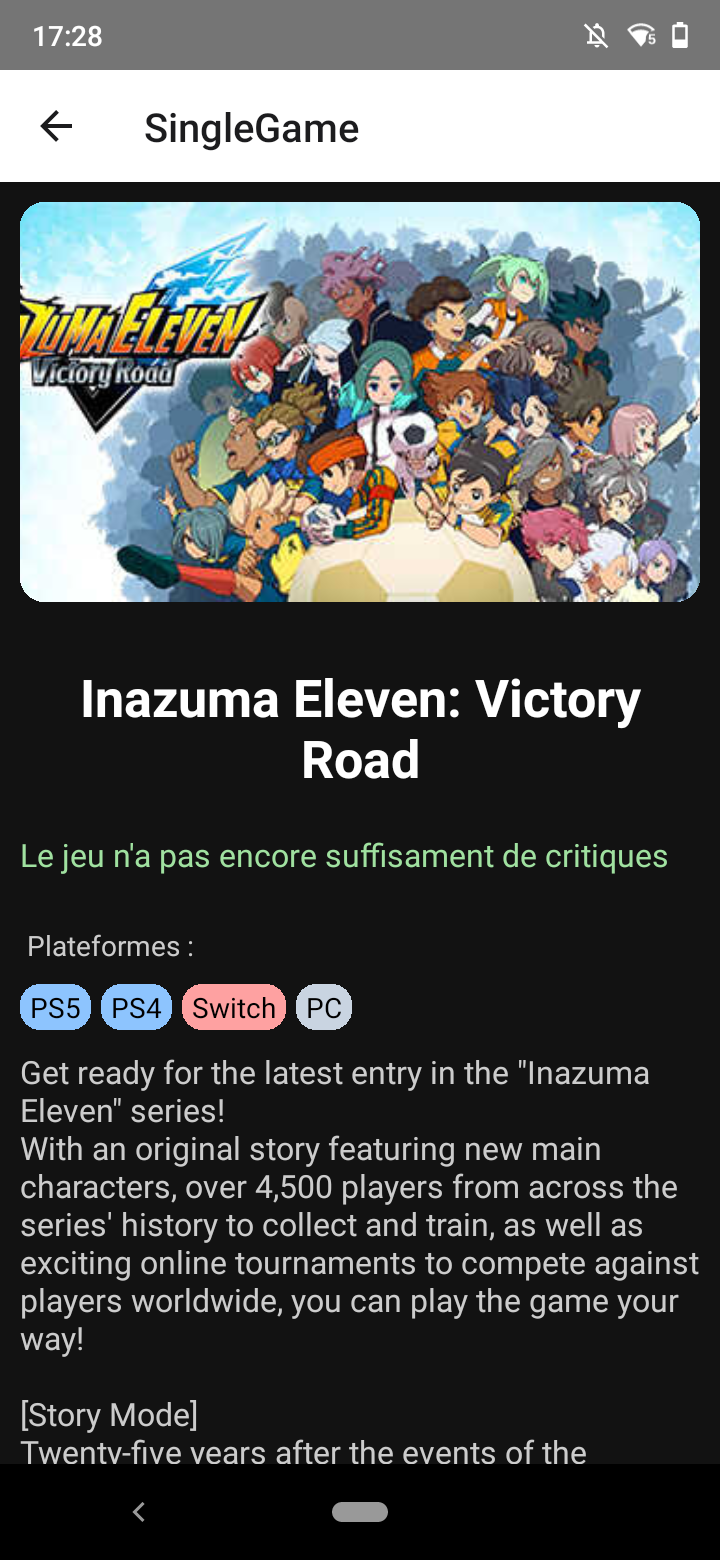 17:28
5
SingleGame
ZUMA ELEVEN
Victory Road
Inazuma Eleven: Victory
Road
Le jeu n'a pas encore suffisament de critiques
Plateformes :
PS5 PS4 Switch PC
Get ready for the latest entry in the "Inazuma
Eleven" series!
With an original story featuring new main
characters, over 4,500 players from across the
series' history to collect and train, as well as
exciting online tournaments to compete against
players worldwide, you can play the game your
way!
[Story Mode]
Twenty-five years after the events of the